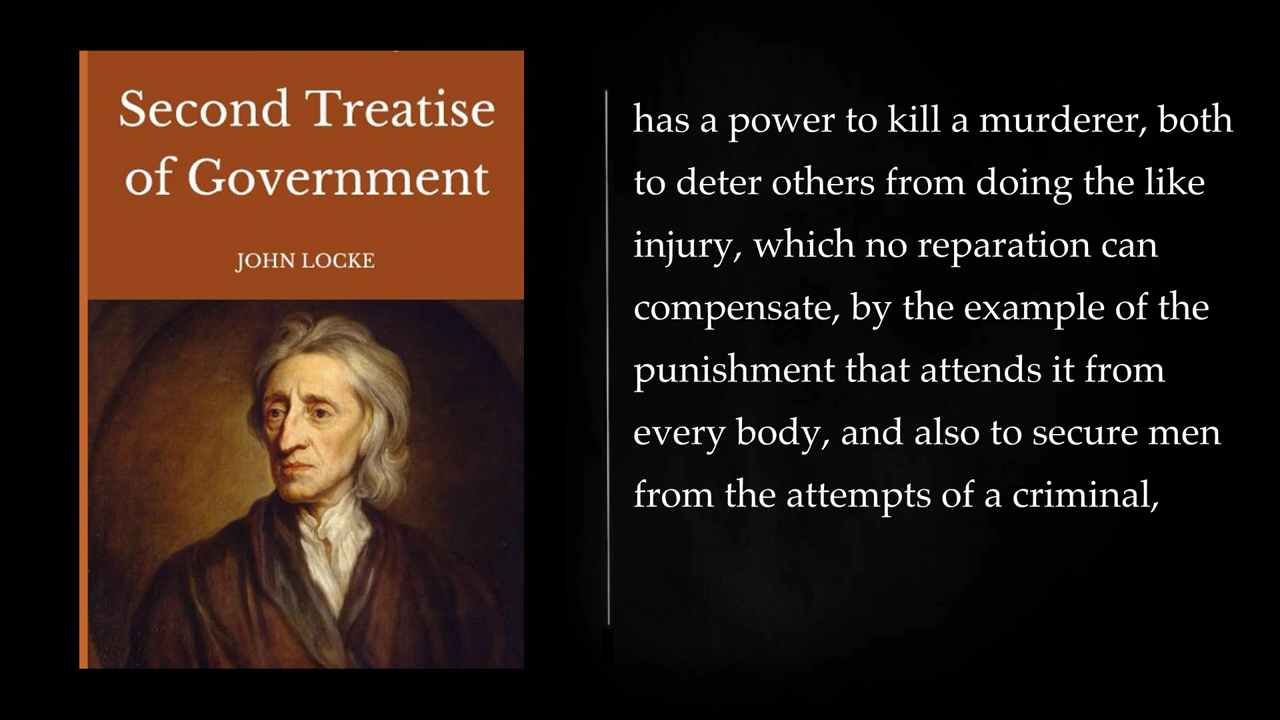 Second Treatise
of Government
JOHN LOCKE
has a power to kill a murderer, both
to deter others from doing the like
injury, which no reparation can
compensate, by the example of the
punishment that attends it from
every body, and also to secure men
from the attempts of a criminal,